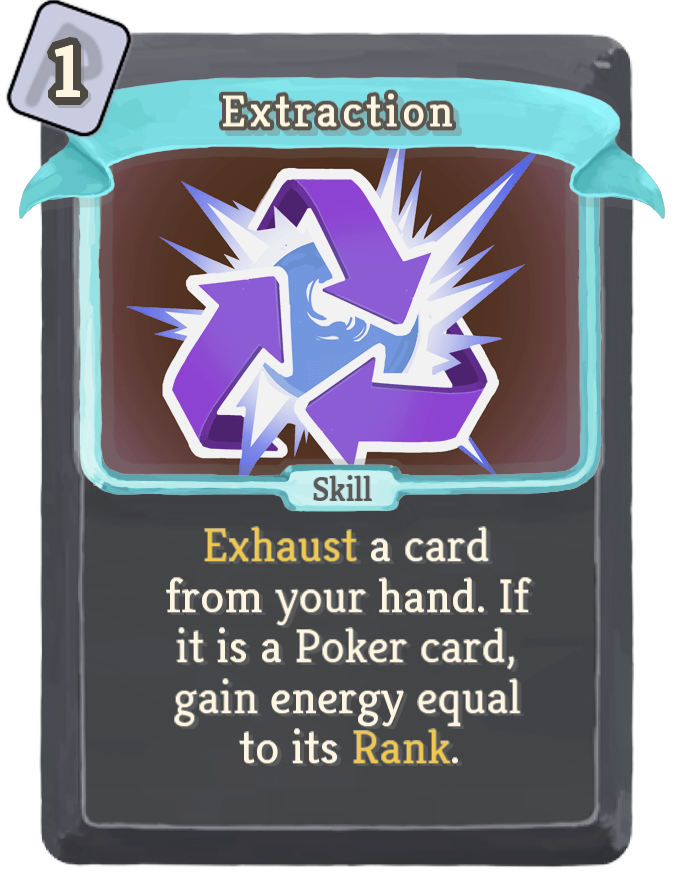 1
Extraction
Skill
Exhaust a card
from your hand. If
it is a Poker card,
gain energy equal
to its Rank.